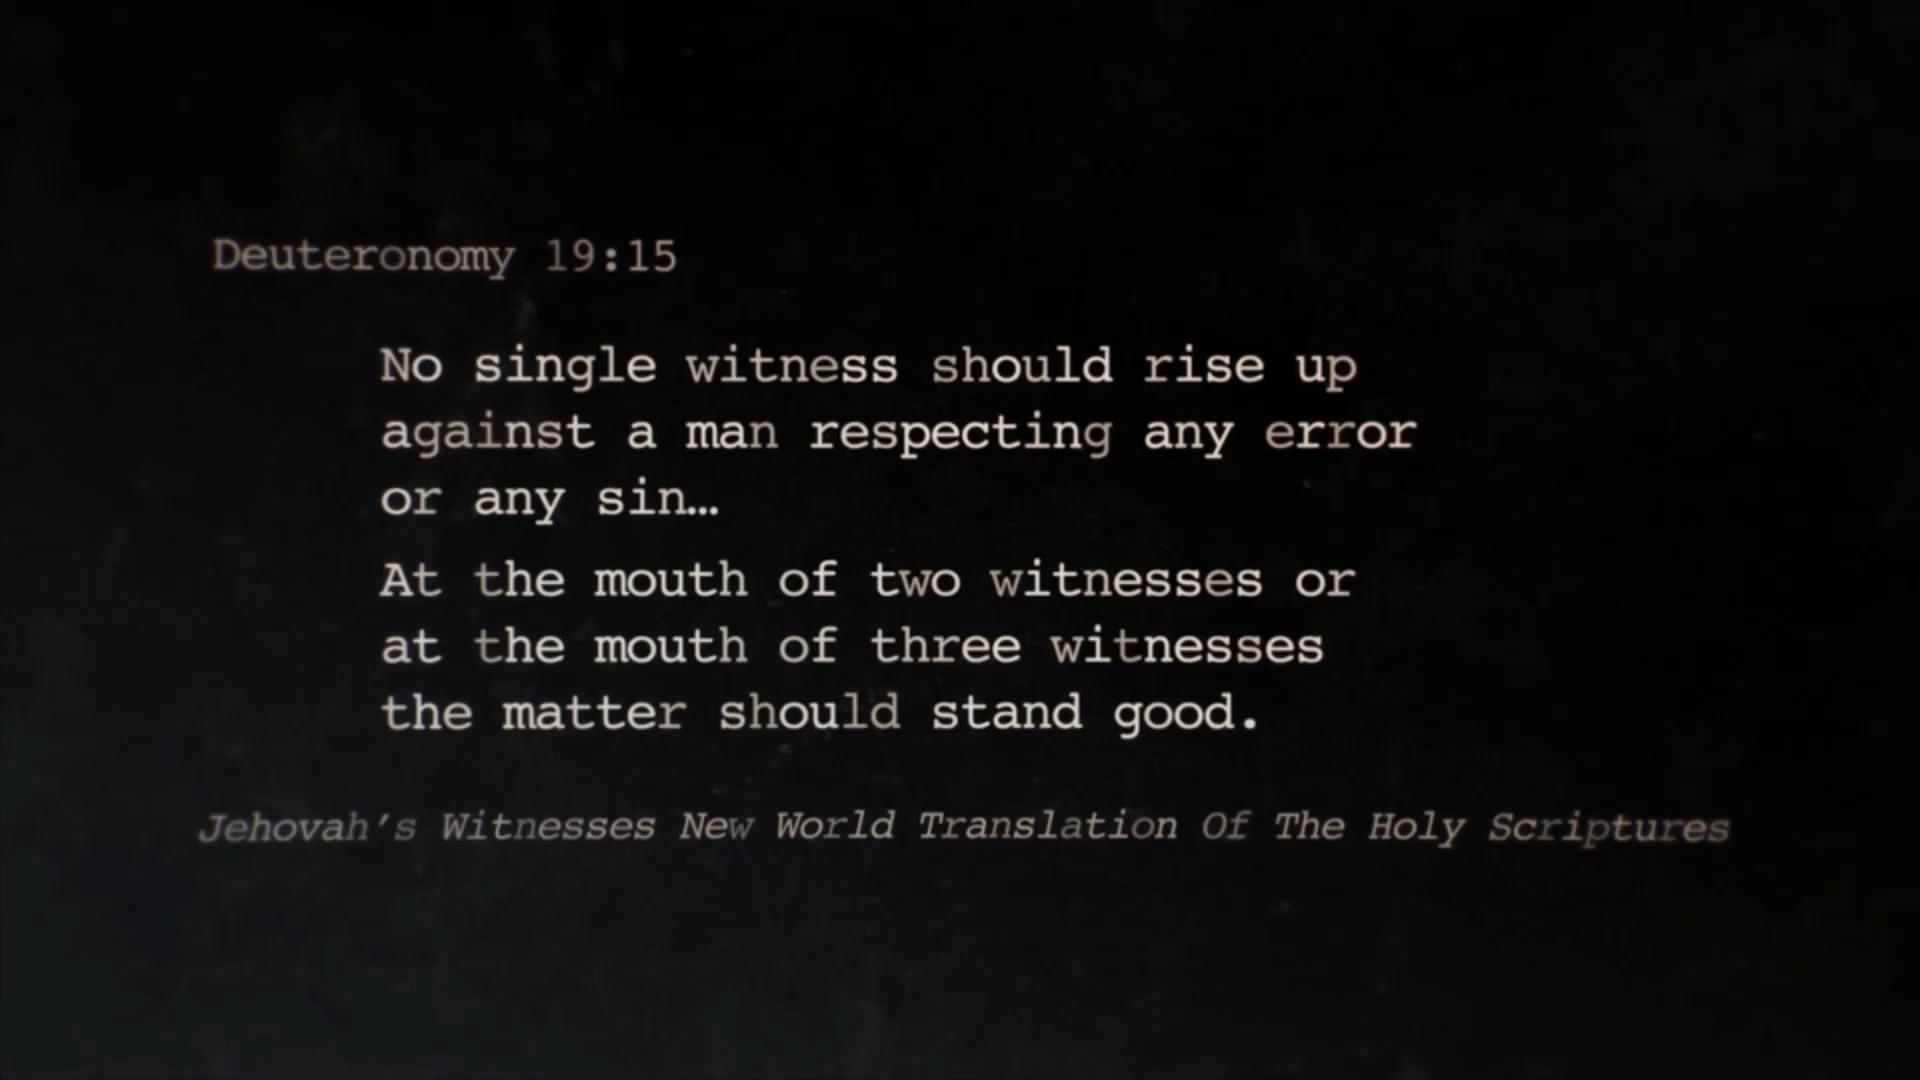 Deuteronomy 19:15
No single witness should rise up
against a man respecting any error
or any sin…
At the mouth of two witnesses or
at the mouth of three witnesses
the matter should stand good.
Jehovah’s Witnesses New World Translation Of The Holy Scriptures